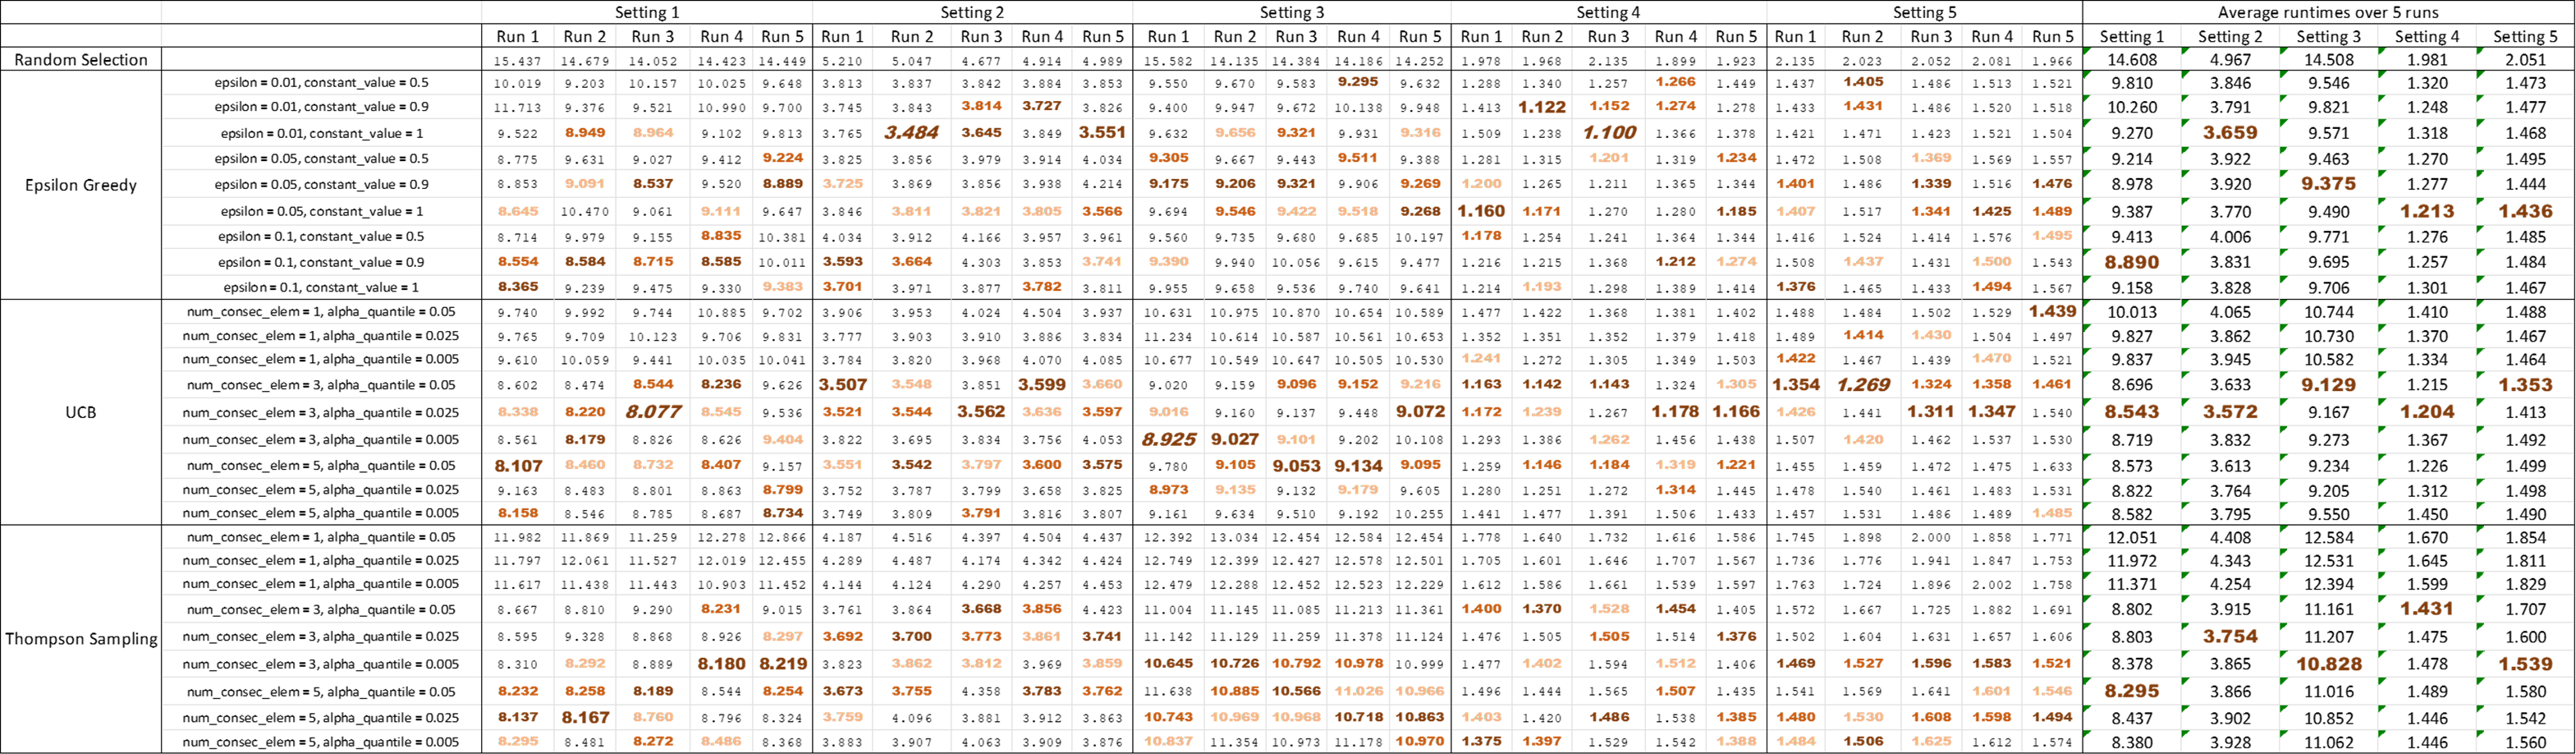 Setting 1 Setting 2 Setting 3 Setting 4 Setting 5 Average runtimes over 5 runs
Run 1 Run 2 Run 3 Run 4 Run 5 Run 1 Run 2 Run 3 Run 4 Run 5 Run 1 Run 2 Run 3 Run 4 Run 5 Run 1 Run 2 Run 3 Run 4 Run 5 Run 1 Run 2 Run 3 Run 4 Run 5 Setting 1 Setting 2 Setting 3 Setting 4 Setting 5
Random Selection 15.437 14.679 14.052 14.423 14.449 5.210 5.047 4.677 4.914 4.989 15.582 14.135 14.384 14.186 14.252 1.978 1.968 2.135 1.899 1.923 2.135 2.023 2.052 2.081 1.966 14.608 4.967 14.508 1.981 2.051
epsilon = 0.01, constant_value = 0.5 10.019 9.203 10.157 10.025 9.648 3.813 3.837 3.842 3.884 3.853 9.550 9.670 9.583 9.295 9.632 1.288 1.340 1.257 1.266 1.449 1.437 1.405 1.486 1.513 1.521 9.810 3.846 9.546 1.320 1.473
epsilon = 0.01, constant_value = 0.9 11.713 9.376 9.521 10.990 9.700 3.745 3.843 3.814 3.727 3.826 9.400 9.947 9.672 10.138 9.948 1.413 1.122 1.152 1.274 1.278 1.433 1.431 1.486 1.520 1.518 10.260 3.791 9.821 1.248 1.477
epsilon = 0.01, constant_value = 1 9.522 8.949 8.964 9.102 9.813 3.765 3.484 3.645 3.849 3.551 9.632 9.656 9.321 9.931 9.316 1.509 1.238 1.100 1.366 1.378 1.421 1.471 1.423 1.521 1.504 9.270 3.659 9.571 1.318 1.468
epsilon = 0.05, constant_value = 0.5 8.775 9.631 9.027 9.412 9.224 3.825 3.856 3.979 3.914 4.034 9.305 9.667 9.443 9.511 9.388 1.281 1.315 1.201 1.319 1.234 1.472 1.508 1.369 1.569 1.557 9.214 3.922 9.463 1.270 1.495
Epsilon Greedy epsilon = 0.05, constant_value = 0.9 8.853 9.091 8.537 9.520 8.889 3.725 3.869 3.856 3.938 4.214 9.175 9.206 9.321 9.906 9.269 1.200 1.265 1.211 1.365 1.344 1.401 1.486 1.339 1.516 1.476 8.978 3.920 9.375 1.277 1.444
epsilon = 0.05, constant_value = 1 8.645 10.470 9.061 9.111 9.647 3.846 3.811 3.821 3.805 3.566 9.694 9.546 9.422 9.518 9.268 1.160 1.171 1.270 1.280 1.185 1.407 1.517 1.341 1.425 1.489 9.387 3.770 9.490 1.213 1.436
epsilon = 0.1, constant_value = 0.5 8.714 9.979 9.155 8.835 10.381 4.034 3.912 4.166 3.957 3.961 9.560 9.735 9.680 9.685 10.197 1.178 1.254 1.241 1.364 1.344 1.416 1.524 1.414 1.576 1.495 9.413 4.006 9.771 1.276 1.485
epsilon = 0.1, constant_value = 0.9 8.554 8.584 8.715 8.585 10.011 3.593 3.664 4.303 3.853 3.741 9.390 9.940 10.056 9.615 9.477 1.216 1.215 1.368 1.212 1.274 1.508 1.437 1.431 1.500 1.543 8.890 3.831 9.695 1.257 1.484
epsilon = 0.1, constant_value = 1 8.365 9.239 9.475 9.330 9.383 3.701 3.971 3.877 3.782 3.811 9.955 9.658 9.536 9.740 9.641 1.214 1.193 1.298 1.389 1.414 1.376 1.465 1.433 1.494 1.567 9.158 3.828 9.706 1.301 1.467
num_consec_elem = 1, alpha_quantile = 0.05 9.740 9.992 9.744 10.885 9.702 3.906 3.953 4.024 4.504 3.937 10.631 10.975 10.870 10.654 10.589 1.477 1.422 1.368 1.381 1.402 1.488 1.484 1.502 1.529 1.439 10.013 4.065 10.744 1.410 1.488
num_consec_elem = 1, alpha_quantile = 0.025 9.765 9.709 10.123 9.706 9.831 3.777 3.903 3.910 3.886 3.834 11.234 10.614 10.587 10.561 10.653 1.352 1.351 1.352 1.379 1.418 1.489 1.414 1.430 1.504 1.497 9.827 3.862 10.730 1.370 1.467
num_consec_elem = 1, alpha_quantile = 0.005 9.610 10.059 9.441 10.035 10.041 3.784 3.820 3.968 4.070 4.085 10.677 10.549 10.647 10.505 10.530 1.241 1.272 1.305 1.349 1.503 1.422 1.467 1.439 1.470 1.521 9.837 3.945 10.582 1.334 1.464
num_consec_elem = 3, alpha_quantile = 0.05 8.602 8.474 8.544 8.236 9.626 3.507 3.548 3.851 3.599 3.660 9.020 9.159 9.096 9.152 9.216 1.163 1.142 1.143 1.324 1.305 1.354 1.269 1.324 1.358 1.461 8.696 3.633 9.129 1.215 1.353
UCB num_consec_elem = 3, alpha_quantile = 0.025 8.338 8.220 8.077 8.545 9.536 3.521 3.544 3.562 3.636 3.597 9.016 9.160 9.137 9.448 9.072 1.172 1.239 1.267 1.178 1.166 1.426 1.441 1.311 1.347 1.540 8.543 3.572 9.167 1.204 1.413
num_consec_elem = 3, alpha_quantile = 0.005 8.561 8.179 8.826 8.626 9.404 3.822 3.695 3.834 3.756 4.053 8.925 9.027 9.101 9.202 10.108 1.293 1.386 1.262 1.456 1.438 1.507 1.420 1.462 1.537 1.530 8.719 3.832 9.273 1.367 1.492
num_consec_elem = 5, alpha_quantile = 0.05 8.107 8.460 8.732 8.407 9.157 3.551 3.542 3.797 3.600 3.575 9.780 9.105 9.053 9.134 9.095 1.259 1.146 1.184 1.319 1.221 1.455 1.459 1.472 1.475 1.633 8.573 3.613 9.234 1.226 1.499
num_consec_elem = 5, alpha_quantile = 0.025 9.163 8.483 8.801 8.863 8.799 3.752 3.787 3.799 3.658 3.825 8.973 9.135 9.132 9.179 9.605 1.280 1.251 1.272 1.314 1.445 1.478 1.540 1.461 1.483 1.531 8.822 3.764 9.205 1.312 1.498
num_consec_elem = 5, alpha_quantile = 0.005 8.158 8.546 8.785 8.687 8.734 3.749 3.809 3.791 3.816 3.807 9.161 9.634 9.510 9.192 10.255 1.441 1.477 1.391 1.506 1.433 1.457 1.531 1.486 1.489 1.485 8.582 3.795 9.550 1.450 1.490
num_consec_elem = 1, alpha_quantile = 0.05 11.982 11.869 11.259 12.278 12.866 4.187 4.516 4.397 4.504 4.437 12.392 13.034 12.454 12.584 12.454 1.778 1.640 1.732 1.616 1.586 1.745 1.898 2.000 1.858 1.771 12.051 4.408 12.584 1.670 1.854
num_consec_elem = 1, alpha_quantile = 0.025 11.797 12.061 11.527 12.019 12.455 4.289 4.487 4.174 4.342 4.424 12.749 12.399 12.427 12.578 12.501 1.705 1.601 1.646 1.707 1.567 1.736 1.776 1.941 1.847 1.753 11.972 4.343 12.531 1.645 1.811
num_consec_elem = 1, alpha_quantile = 0.005 11.617 11.438 11.443 10.903 11.452 4.144 4.124 4.290 4.257 4.453 12.479 12.288 12.452 12.523 12.229 1.612 1.586 1.661 1.539 1.597 1.763 1.724 1.896 2.002 1.758 11.371 4.254 12.394 1.599 1.829
num_consec_elem = 3, alpha_quantile = 0.05 8.667 8.810 9.290 8.231 9.015 3.761 3.864 3.668 3.856 4.423 11.004 11.145 11.085 11.213 11.361 1.400 1.370 1.528 1.454 1.405 1.572 1.667 1.725 1.882 1.691 8.802 3.915 11.161 1.431 1.707
Thompson Sampling num_consec_elem = 3, alpha_quantile = 0.025 8.595 9.328 8.868 8.926 8.297 3.692 3.700 3.773 3.861 3.741 11.142 11.129 11.259 11.378 11.124 1.476 1.505 1.505 1.514 1.376 1.502 1.604 1.631 1.657 1.606 8.803 3.754 11.207 1.475 1.600
num_consec_elem = 3, alpha_quantile = 0.005 8.310 8.292 8.889 8.180 8.219 3.823 3.862 3.812 3.969 3.859 10.645 10.726 10.792 10.978 10.999 1.477 1.402 1.594 1.512 1.406 1.469 1.527 1.596 1.583 1.521 8.378 3.865 10.828 1.478 1.539
num_consec_elem = 5, alpha_quantile = 0.05 8.232 8.258 8.189 8.544 8.254 3.673 3.755 4.358 3.783 3.762 11.638 10.885 10.566 11.026 10.966 1.496 1.444 1.565 1.507 1.435 1.541 1.569 1.641 1.601 1.546 8.295 3.866 11.016 1.489 1.580
num_consec_elem = 5, alpha_quantile = 0.025 8.137 8.167 8.760 8.796 8.324 3.759 4.096 3.881 3.912 3.863 10.743 10.969 10.968 10.718 10.863 1.403 1.420 1.486 1.538 1.385 1.480 1.530 1.608 1.598 1.494 8.437 3.902 10.852 1.446 1.542
num_consec_elem = 5, alpha_quantile = 0.005 8.295 8.481 8.272 8.486 8.368 3.883 3.907 4.063 3.909 3.876 10.837 11.354 10.973 11.178 10.970 1.375 1.397 1.529 1.542 1.388 1.484 1.506 1.625 1.612 1.574 8.380 3.928 11.062 1.446 1.560